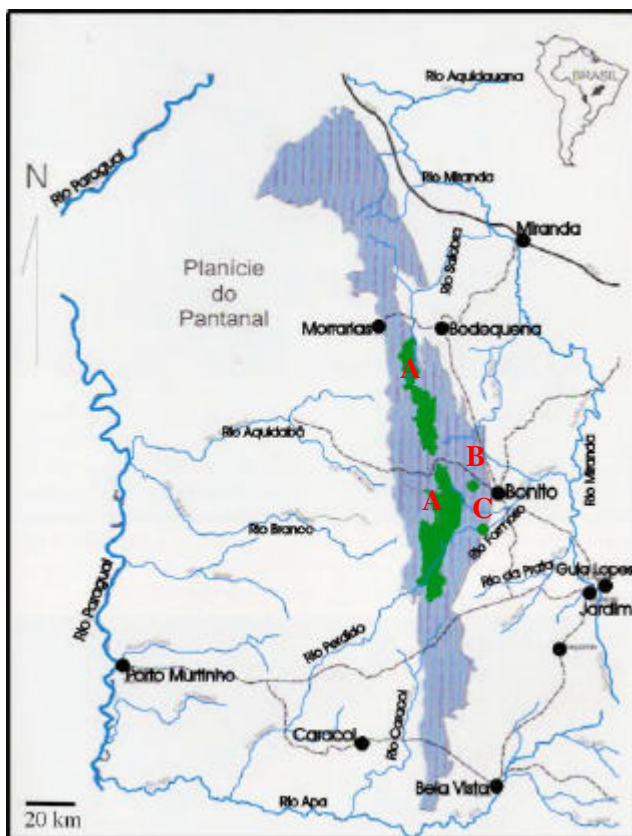 Rio Aquidauana
BRASIL
Rio Paraguai
Rio Miranda
N
Miranda
Rio Salobra
Planície
do
Pantanal
Morrarias
Bodoquena
A
Rio Aquidabã
B
Rio Miranda
A
Bonito
C
Rio Branco
Rio Formoso
Rio Paraguai
Rio da Prata
Guia Lopes
Jardim
Rio Perdido
Porto Murtinho
Caracol
Rio Caracol
Bela Vista
Rio Apa
20 km